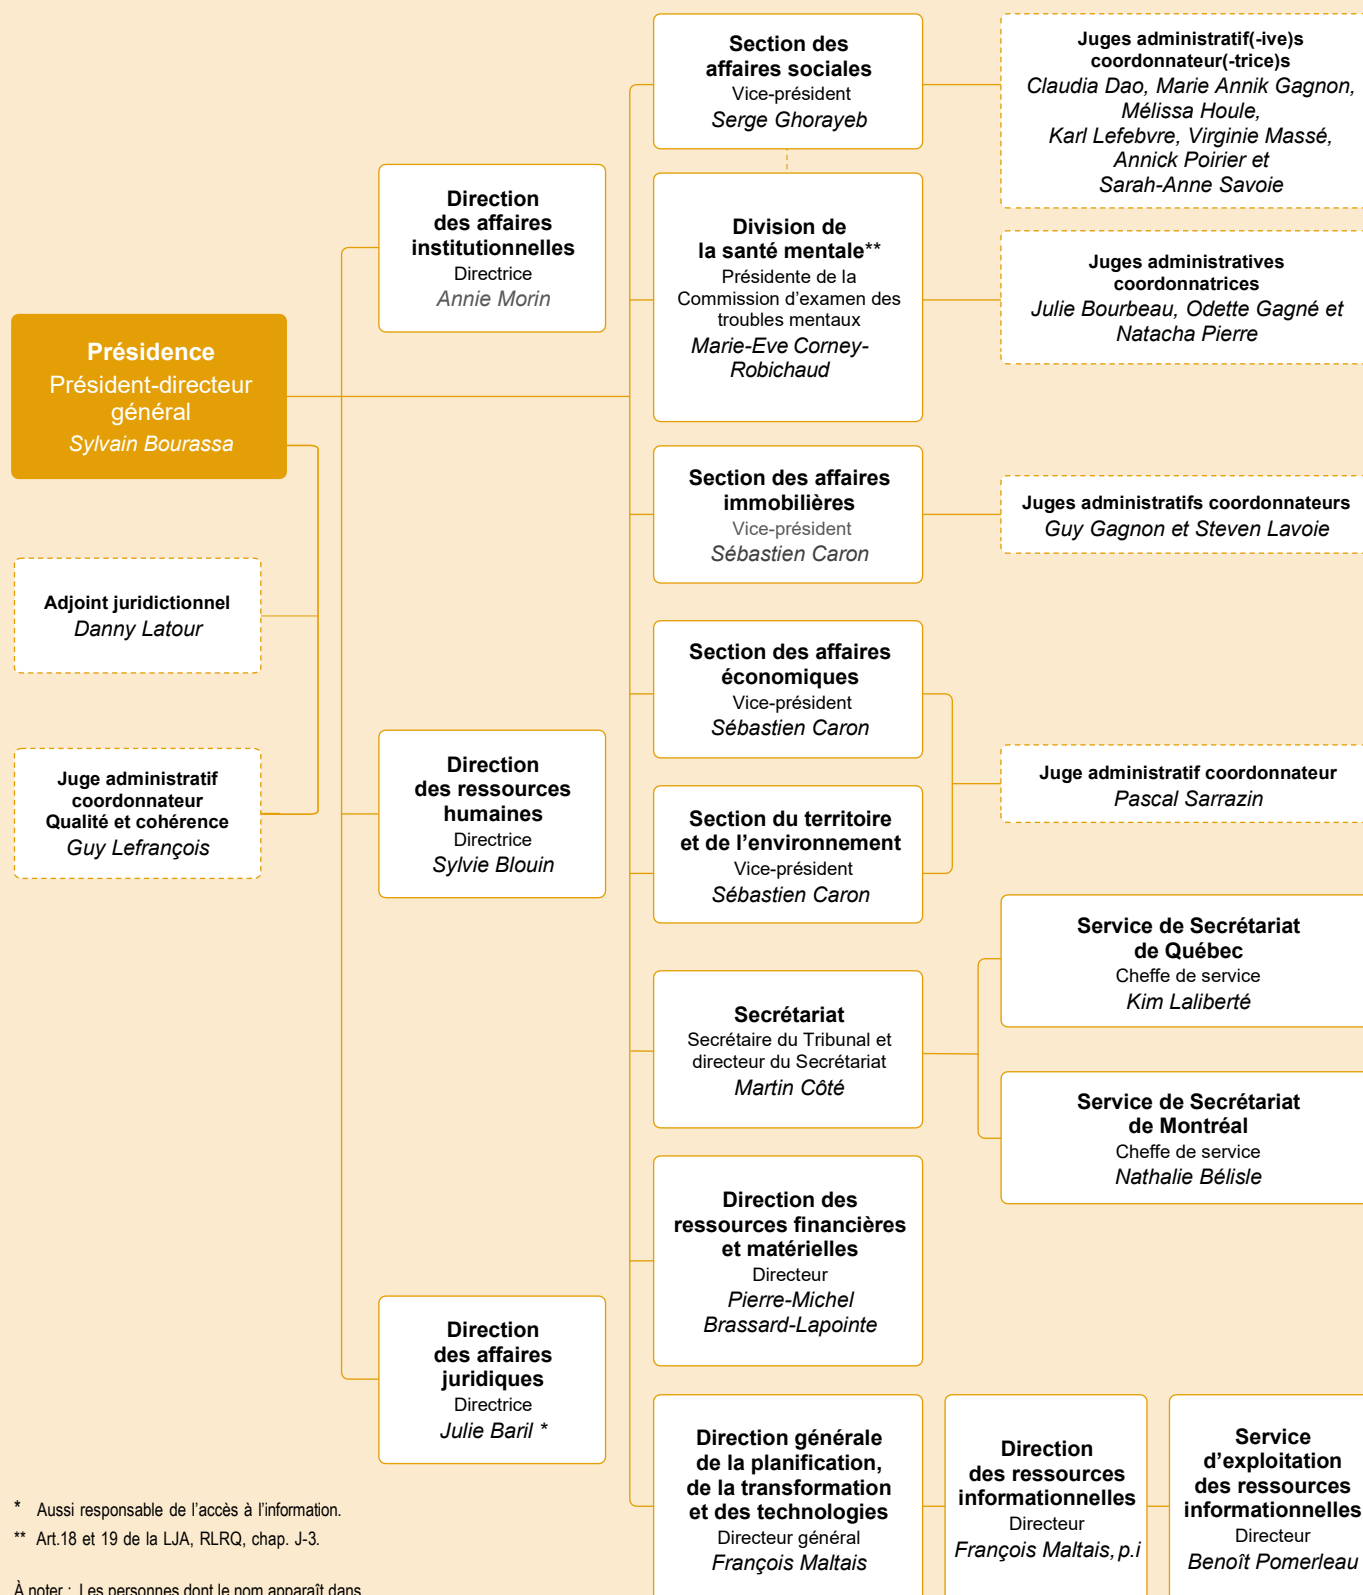 Présidence
Président-directeur
général
Sylvain Bourassa
Adjoint juridictionnel
Danny Latour
Juge administratif
coordonnateur
Qualité et cohérence
Guy Lefrançois
Direction
des affaires
institutionnelles
Directrice
Annie Morin
Direction
des ressources
humaines
Directrice
Sylvie Blouin
Direction
des affaires
juridiques
Directrice
Julie Baril *
Section des
affaires sociales
Vice-président
Serge Ghorayeb
Juges administratif(-ive)s
coordonnateur(-trice)s
Claudia Dao, Marie Annik Gagnon,
Mélissa Houle,
Karl Lefebvre, Virginie Massé,
Annick Poirier et
Sarah-Anne Savoie
Division de
la santé mentale**
Présidente de la
Commission d'examen des
troubles mentaux
Marie-Eve Corney-
Robichaud
Juges administratives
coordonnatrices
Julie Bourbeau, Odette Gagné et
Natacha Pierre
Section des affaires
immobilières
Vice-président
Sébastien Caron
Juges administratifs coordonnateurs
Guy Gagnon et Steven Lavoie
Section des affaires
économiques
Vice-président
Sébastien Caron
Section du territoire
et de l'environnement
Vice-président
Sébastien Caron
Juge administratif coordonnateur
Pascal Sarrazin
Secrétariat
Secrétaire du Tribunal et
directeur du Secrétariat
Martin Côté
Service de Secrétariat
de Québec
Cheffe de service
Kim Laliberté
Service de Secrétariat
de Montréal
Cheffe de service
Nathalie Bélisle
Direction des
ressources financières
et matérielles
Directeur
Pierre-Michel
Brassard-Lapointe
Direction générale
de la planification,
de la transformation
et des technologies
Directeur général
François Maltais
Direction
des ressources
informationnelles
Directeur
François Maltais, p.i
Service
d'exploitation
des ressources
informationnelles
Directeur
Benoît Pomerleau
* Aussi responsable de l'accès à l'information.
** Art.18 et 19 de la LJA, RLRQ, chap. J-3.
À noter : Les personnes dont le nom apparaît dans